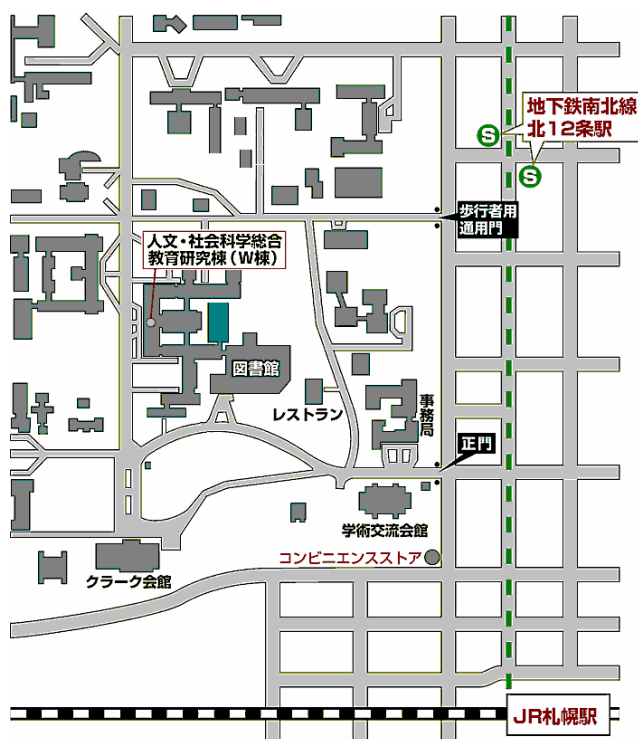 地下鉄南北線
北12条駅
S
S
歩行者用
通用門
人文・社会科学総合
教育研究棟(W棟)
図書館
レストラン
事務局
正門
学術交流会館
コンビニエンスストア
クラーク会館
JR札幌駅